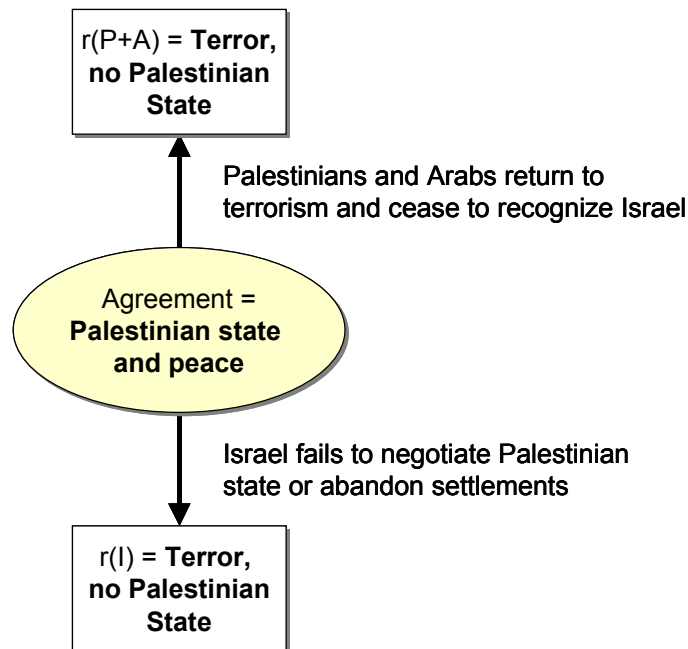 r(P+A) = Terror,
no Palestinian
State
Palestinians and Arabs return to
terrorism and cease to recognize Israel
Agreement =
Palestinian state
and peace
Israel fails to negotiate Palestinian
state or abandon settlements
r(I) = Terror,
no Palestinian
State